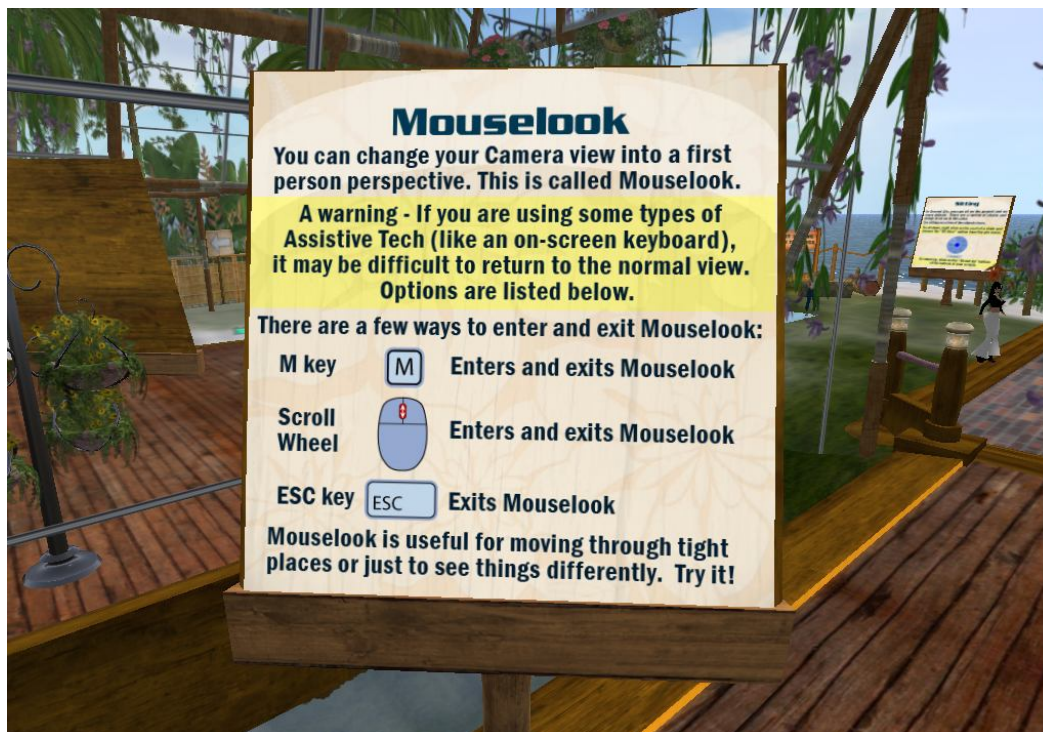 Mouselook
You can change your Camera view into a first
person perspective. This is called Mouselook.
A warning - If you are using some types of
Assistive Tech (like an on-screen keyboard),
it may be difficult to return to the normal view.
Options are listed below.
There are a few ways to enter and exit Mouselook:
M key M Enters and exits Mouselook
Scroll
Wheel
Enters and exits Mouselook
ESC key ESC Exits Mouselook
Mouselook is useful for moving through tight
places or just to see things differently. Try it!
Sitting